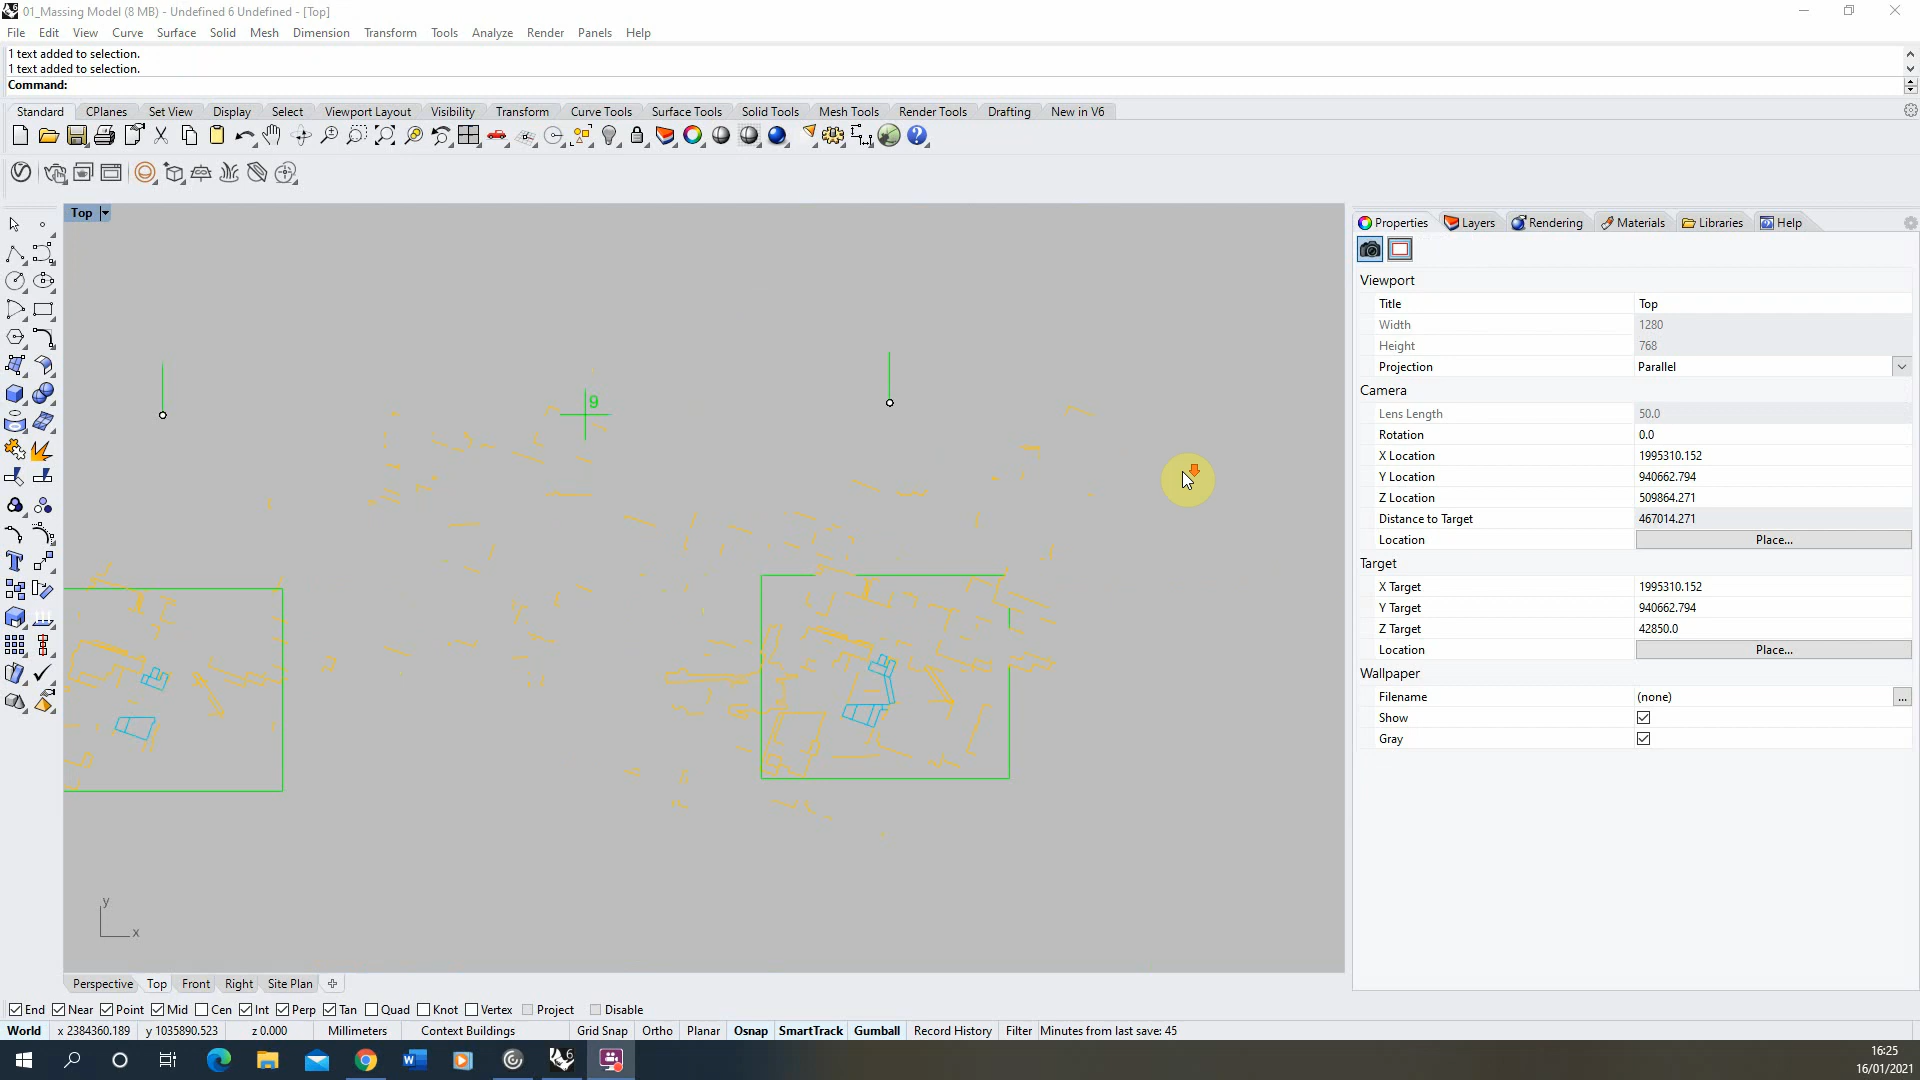 01_Massing Model (8 MB) - Undefined 6 Undefined - [Top]
File Edit View Curve Surface Solid Mesh Dimension Transform Tools Analyze Render Panels Help
1 text added to selection.
1 text added to selection.
Command:
Standard CPlanes Set View Display Select Viewport Layout Visibility Transform Curve Tools Surface Tools Solid Tools Mesh Tools Render Tools Drafting New in V6
Top
Properties Layers Rendering Materials Libraries Help
Viewport
Title Top
Width 1280
Height 768
Projection Parallel
Camera
Lens Length 50.0
Rotation 0.0
X Location 1995310.152
Y Location 940662.794
Z Location 509864.271
Distance to Target 467014.271
Location Place...
Target
X Target 1995310.152
Y Target 940662.794
Z Target 42850.0
Location Place...
Wallpaper
Filename (none) ...
Show
Gray
9
y
x
Perspective Top Front Right Site Plan
End Near Point Mid Cen Int Perp Tan Quad Knot Vertex Project Disable
World x 2384360.189 y 1035890.523 z 0.000 Millimeters Context Buildings Grid Snap Ortho Planar Osnap SmartTrack Gumball Record History Filter Minutes from last save: 45
16:25
16/01/2021